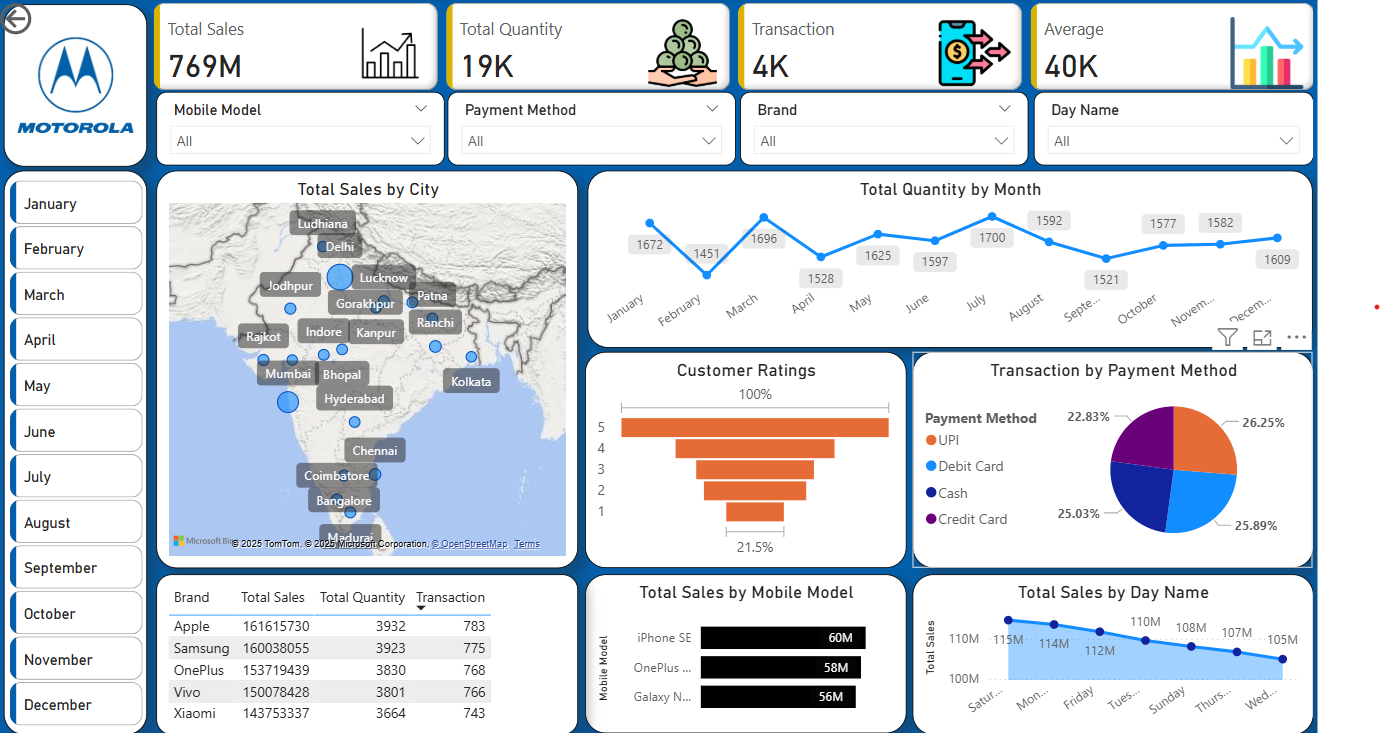 Total Sales
769M
Total Quantity
19K
Transaction
4K
Average
40K
MOTOROLA
Mobile Model
All
Payment Method
All
Brand
All
Day Name
All
January
February
March
April
May
June
July
August
September
October
November
December
Total Sales by City
Ludhiana
Delhi
Lucknow
Jodhpur
Gorakhpur
Patna
Ranchi
Rajkot
Indore
Kanpur
Mumbai
Bhopal
Kolkata
Hyderabad
Chennai
Coimbatore
Bangalore
Madurai
Microsoft Bi
© 2025 TomTom, © 2025 Microsoft Corporation, © OpenStreetMap Terms
Total Quantity by Month
1672
1451
1696
1528
1625
1597
1700
1592
1521
1577
1582
1609
January
February
March
April
May
June
July
August
Septe...
October
Novem...
Decem...
Customer Ratings
100%
5
4
3
2
1
21.5%
Transaction by Payment Method
Payment Method
UPI
Debit Card
Cash
Credit Card
22.83%
26.25%
25.03%
25.89%
Brand Total Sales Total Quantity Transaction
Apple 161615730 3932 783
Samsung 160038055 3923 775
OnePlus 153719439 3830 768
Vivo 150078428 3801 766
Xiaomi 143753337 3664 743
Total Sales by Mobile Model
Mobile Model
iPhone SE 60M
OnePlus ... 58M
Galaxy N... 56M
Total Sales by Day Name
Total Sales
110M
100M
115M
114M
112M
110M
108M
107M
105M
Satur...
Mon...
Friday
Tues...
Sunday
Thurs...
Wed...